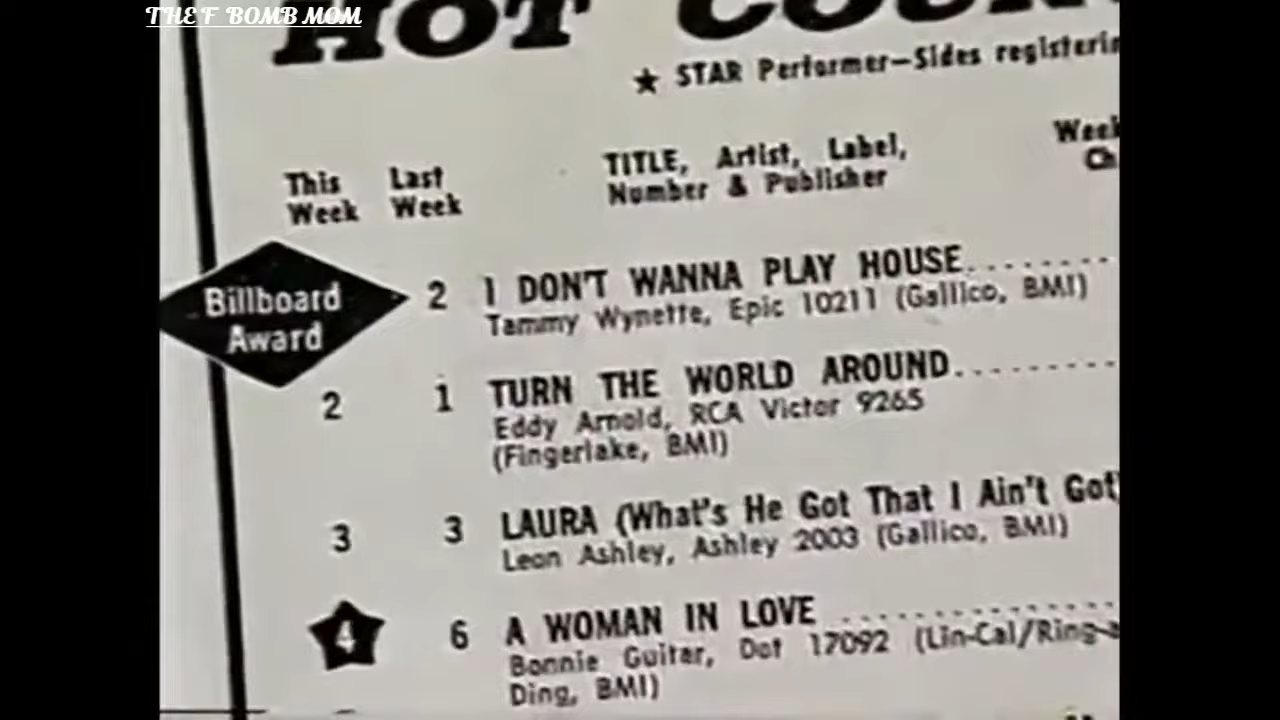 THE F BOMB MOM
HOT COUN
★ STAR Performer—Sides registerin
This Week
Last Week
TITLE, Artist, Label,
Number & Publisher
Week
Ch
Billboard
Award
2 I DON'T WANNA PLAY HOUSE........
Tammy Wynette, Epic 10211 (Gallico, BMI)
2 1 TURN THE WORLD AROUND..........
Eddy Arnold, RCA Victor 9265
(Fingerlake, BMI)
3 3 LAURA (What's He Got That I Ain't Got)
Leon Ashley, Ashley 2003 (Gallico, BMI)
4 6 A WOMAN IN LOVE ..................
Bonnie Guitar, Dot 17092 (Lin-Cal/Ring-a
Ding, BMI)